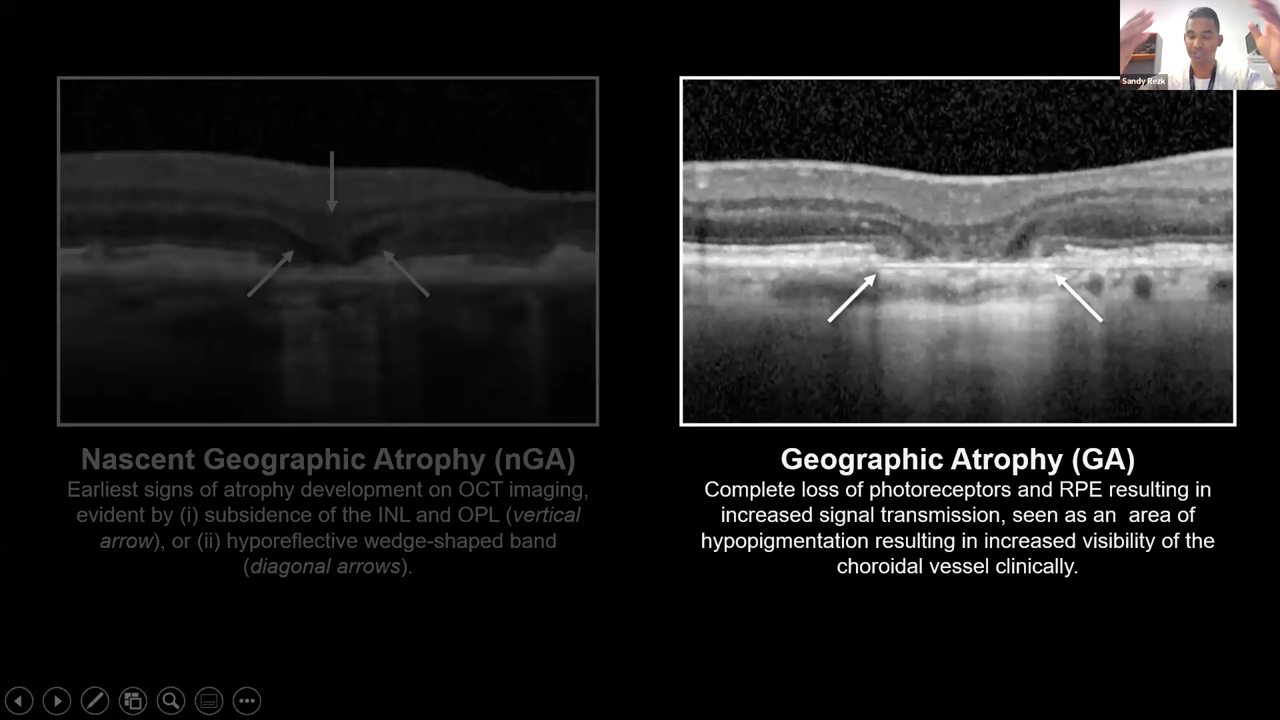 Sandy Rezk
Nascent Geographic Atrophy (nGA)
Earliest signs of atrophy development on OCT imaging,
evident by (i) subsidence of the INL and OPL (vertical
arrow), or (ii) hyporeflective wedge-shaped band
(diagonal arrows).
Geographic Atrophy (GA)
Complete loss of photoreceptors and RPE resulting in
increased signal transmission, seen as an area of
hypopigmentation resulting in increased visibility of the
choroidal vessel clinically.